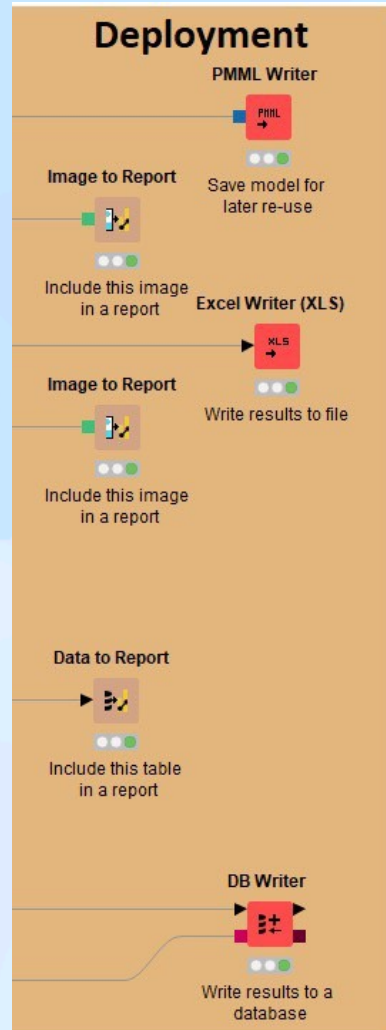 Deployment
PMML Writer
PMML
Save model for
later re-use
Image to Report
Include this image
in a report
Excel Writer (XLS)
XLS
Write results to file
Image to Report
Include this image
in a report
Data to Report
Include this table
in a report
DB Writer
Write results to a
database